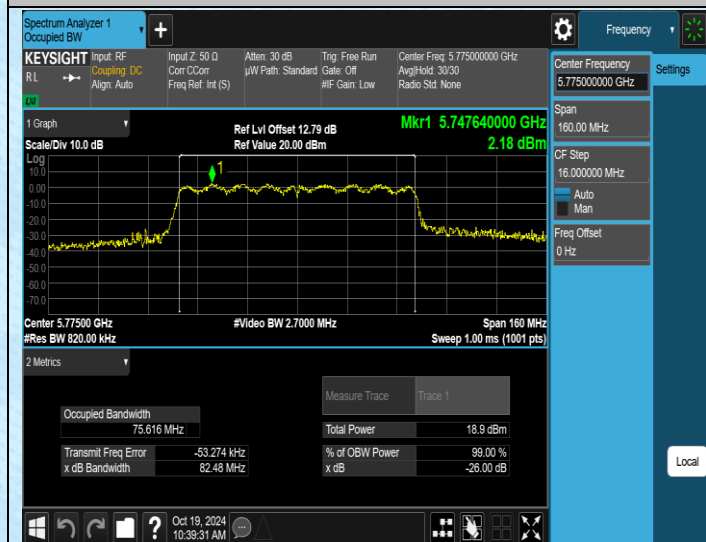 Spectrum Analyzer 1
Occupied BW
+
Frequency
KEYSIGHT
Input: RF
Coupling: DC
Align: Auto
Input Z: 50 Ω
Corr CCorr
Freq Ref: Int (S)
Atten: 30 dB
µW Path: Standard
Trig: Free Run
Gate: Off
#IF Gain: Low
Center Freq: 5.775000000 GHz
Avg|Hold: 30/30
Radio Std: None
R L
LXI
Center Frequency
5.775000000 GHz
Settings
Span
160.00 MHz
CF Step
16.000000 MHz
Auto
Man
Freq Offset
0 Hz
1 Graph
Scale/Div 10.0 dB
Ref Lvl Offset 12.79 dB
Ref Value 20.00 dBm
Mkr1 5.747640000 GHz
2.18 dBm
Log
10.0
0.00
-10.0
-20.0
-30.0
-40.0
-50.0
-60.0
-70.0
1
Center 5.77500 GHz
#Res BW 820.00 kHz
#Video BW 2.7000 MHz
Span 160 MHz
Sweep 1.00 ms (1001 pts)
2 Metrics
Measure Trace
Trace 1
Occupied Bandwidth
75.616 MHz
Total Power
18.9 dBm
Transmit Freq Error
-53.274 kHz
% of OBW Power
99.00 %
x dB Bandwidth
82.48 MHz
x dB
-26.00 dB
Local
?
Oct 19, 2024
10:39:31 AM